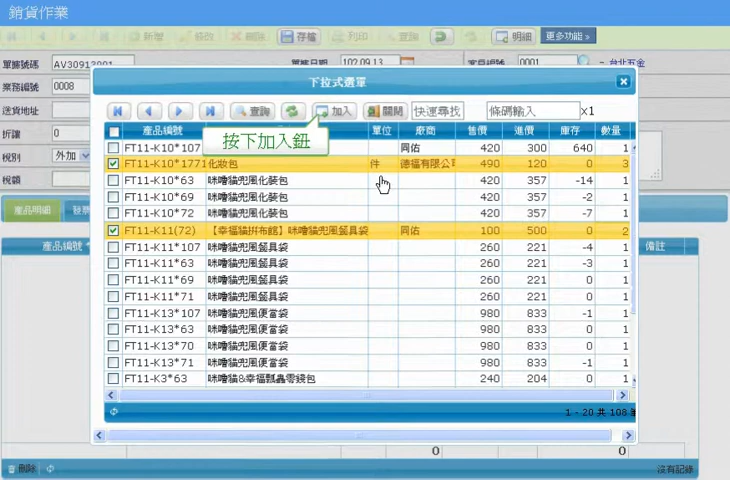 銷貨作業
新增 修改 刪除 存檔 列印 查詢 明細 更多功能 »
單據號碼 AV30913001 單據日期 102.09.13 客戶編號 0001 - 台北五金
業務編號 0008
送貨地址
折讓 0
稅別 外加
稅額
產品明細 發票
產品編號 備註
下拉式選單
查詢 加入 關閉 快速尋找 條碼輸入 x1
產品編號 單位 廠商 售價 進價 庫存 數量
按下加入鈕
FT11-K10*107 同佑 420 300 640 1
FT11-K10*1771 化妝包 件 德福有限公司 490 120 0 3
FT11-K10*63 咪嚕貓兜風化裝包 420 357 -14 1
FT11-K10*69 咪嚕貓兜風化裝包 420 357 -2 1
FT11-K10*72 咪嚕貓兜風化裝包 420 357 -7 1
FT11-K11(72) 【幸福貓拼布館】咪嚕貓兜風餐具袋 同佑 100 500 0 2
FT11-K11*107 咪嚕貓兜風餐具袋 260 221 -4 1
FT11-K11*63 咪嚕貓兜風餐具袋 260 221 -3 1
FT11-K11*69 咪嚕貓兜風餐具袋 260 221 0 1
FT11-K11*71 咪嚕貓兜風餐具袋 260 221 0 1
FT11-K13*107 咪嚕貓兜風便當袋 980 833 -1 1
FT11-K13*63 咪嚕貓兜風便當袋 980 833 0 1
FT11-K13*70 咪嚕貓兜風便當袋 980 833 0 1
FT11-K13*71 咪嚕貓兜風便當袋 980 833 -1 1
FT11-K3*63 咪嚕貓&幸福瓢蟲零錢包 240 204 0 1
1 - 20 共 108 筆
0 0
刪除 沒有記錄